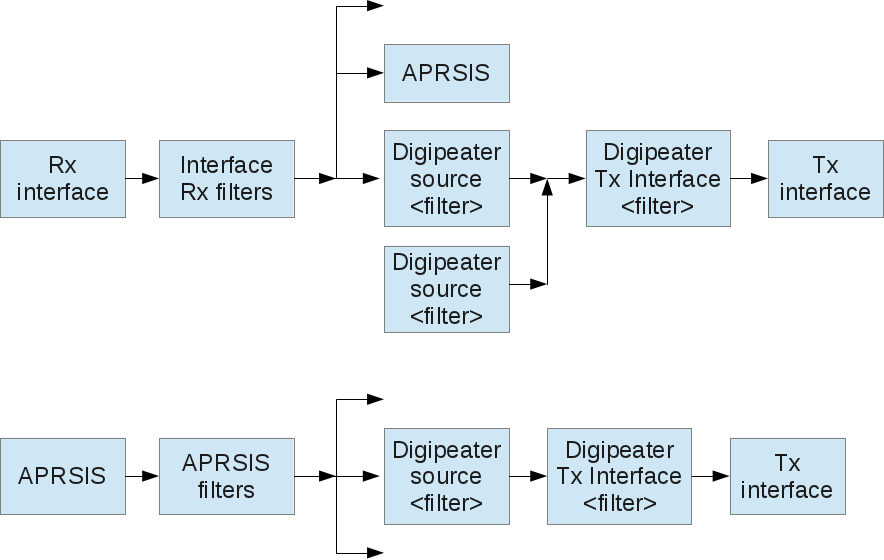 APRSIS
Rx
interface
Interface
Rx filters
Digipeater
source
<filter>
Digipeater
Tx Interface
<filter>
Tx
interface
Digipeater
source
<filter>
APRSIS
APRSIS
filters
Digipeater
source
<filter>
Digipeater
Tx Interface
<filter>
Tx
interface